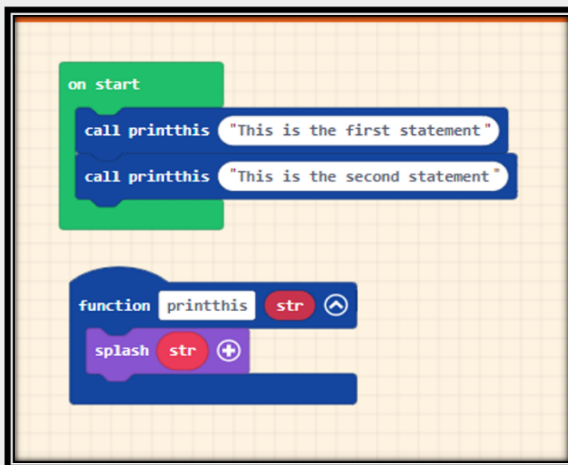 on start
call printthis "This is the first statement"
call printthis "This is the second statement"
function printthis str
splash str